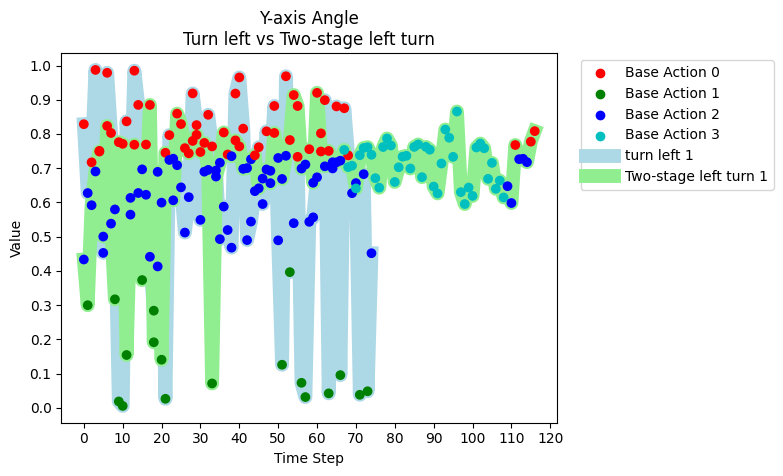 Y-axis Angle
Turn left vs Two-stage left turn
1.0
0.9
0.8
0.7
0.6
0.5
0.4
0.3
0.2
0.1
0.0
Value
0 10 20 30 40 50 60 70 80 90 100 110 120
Time Step
Base Action 0
Base Action 1
Base Action 2
Base Action 3
turn left 1
Two-stage left turn 1